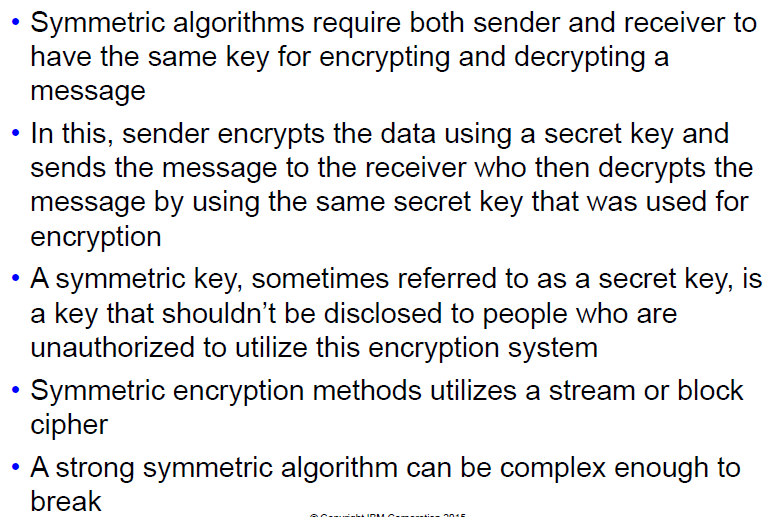 • Symmetric algorithms require both sender and receiver to
have the same key for encrypting and decrypting a
message
• In this, sender encrypts the data using a secret key and
sends the message to the receiver who then decrypts the
message by using the same secret key that was used for
encryption
• A symmetric key, sometimes referred to as a secret key, is
a key that shouldn't be disclosed to people who are
unauthorized to utilize this encryption system
• Symmetric encryption methods utilizes a stream or block
cipher
• A strong symmetric algorithm can be complex enough to
break
© Copyright IBM Corporation 2015